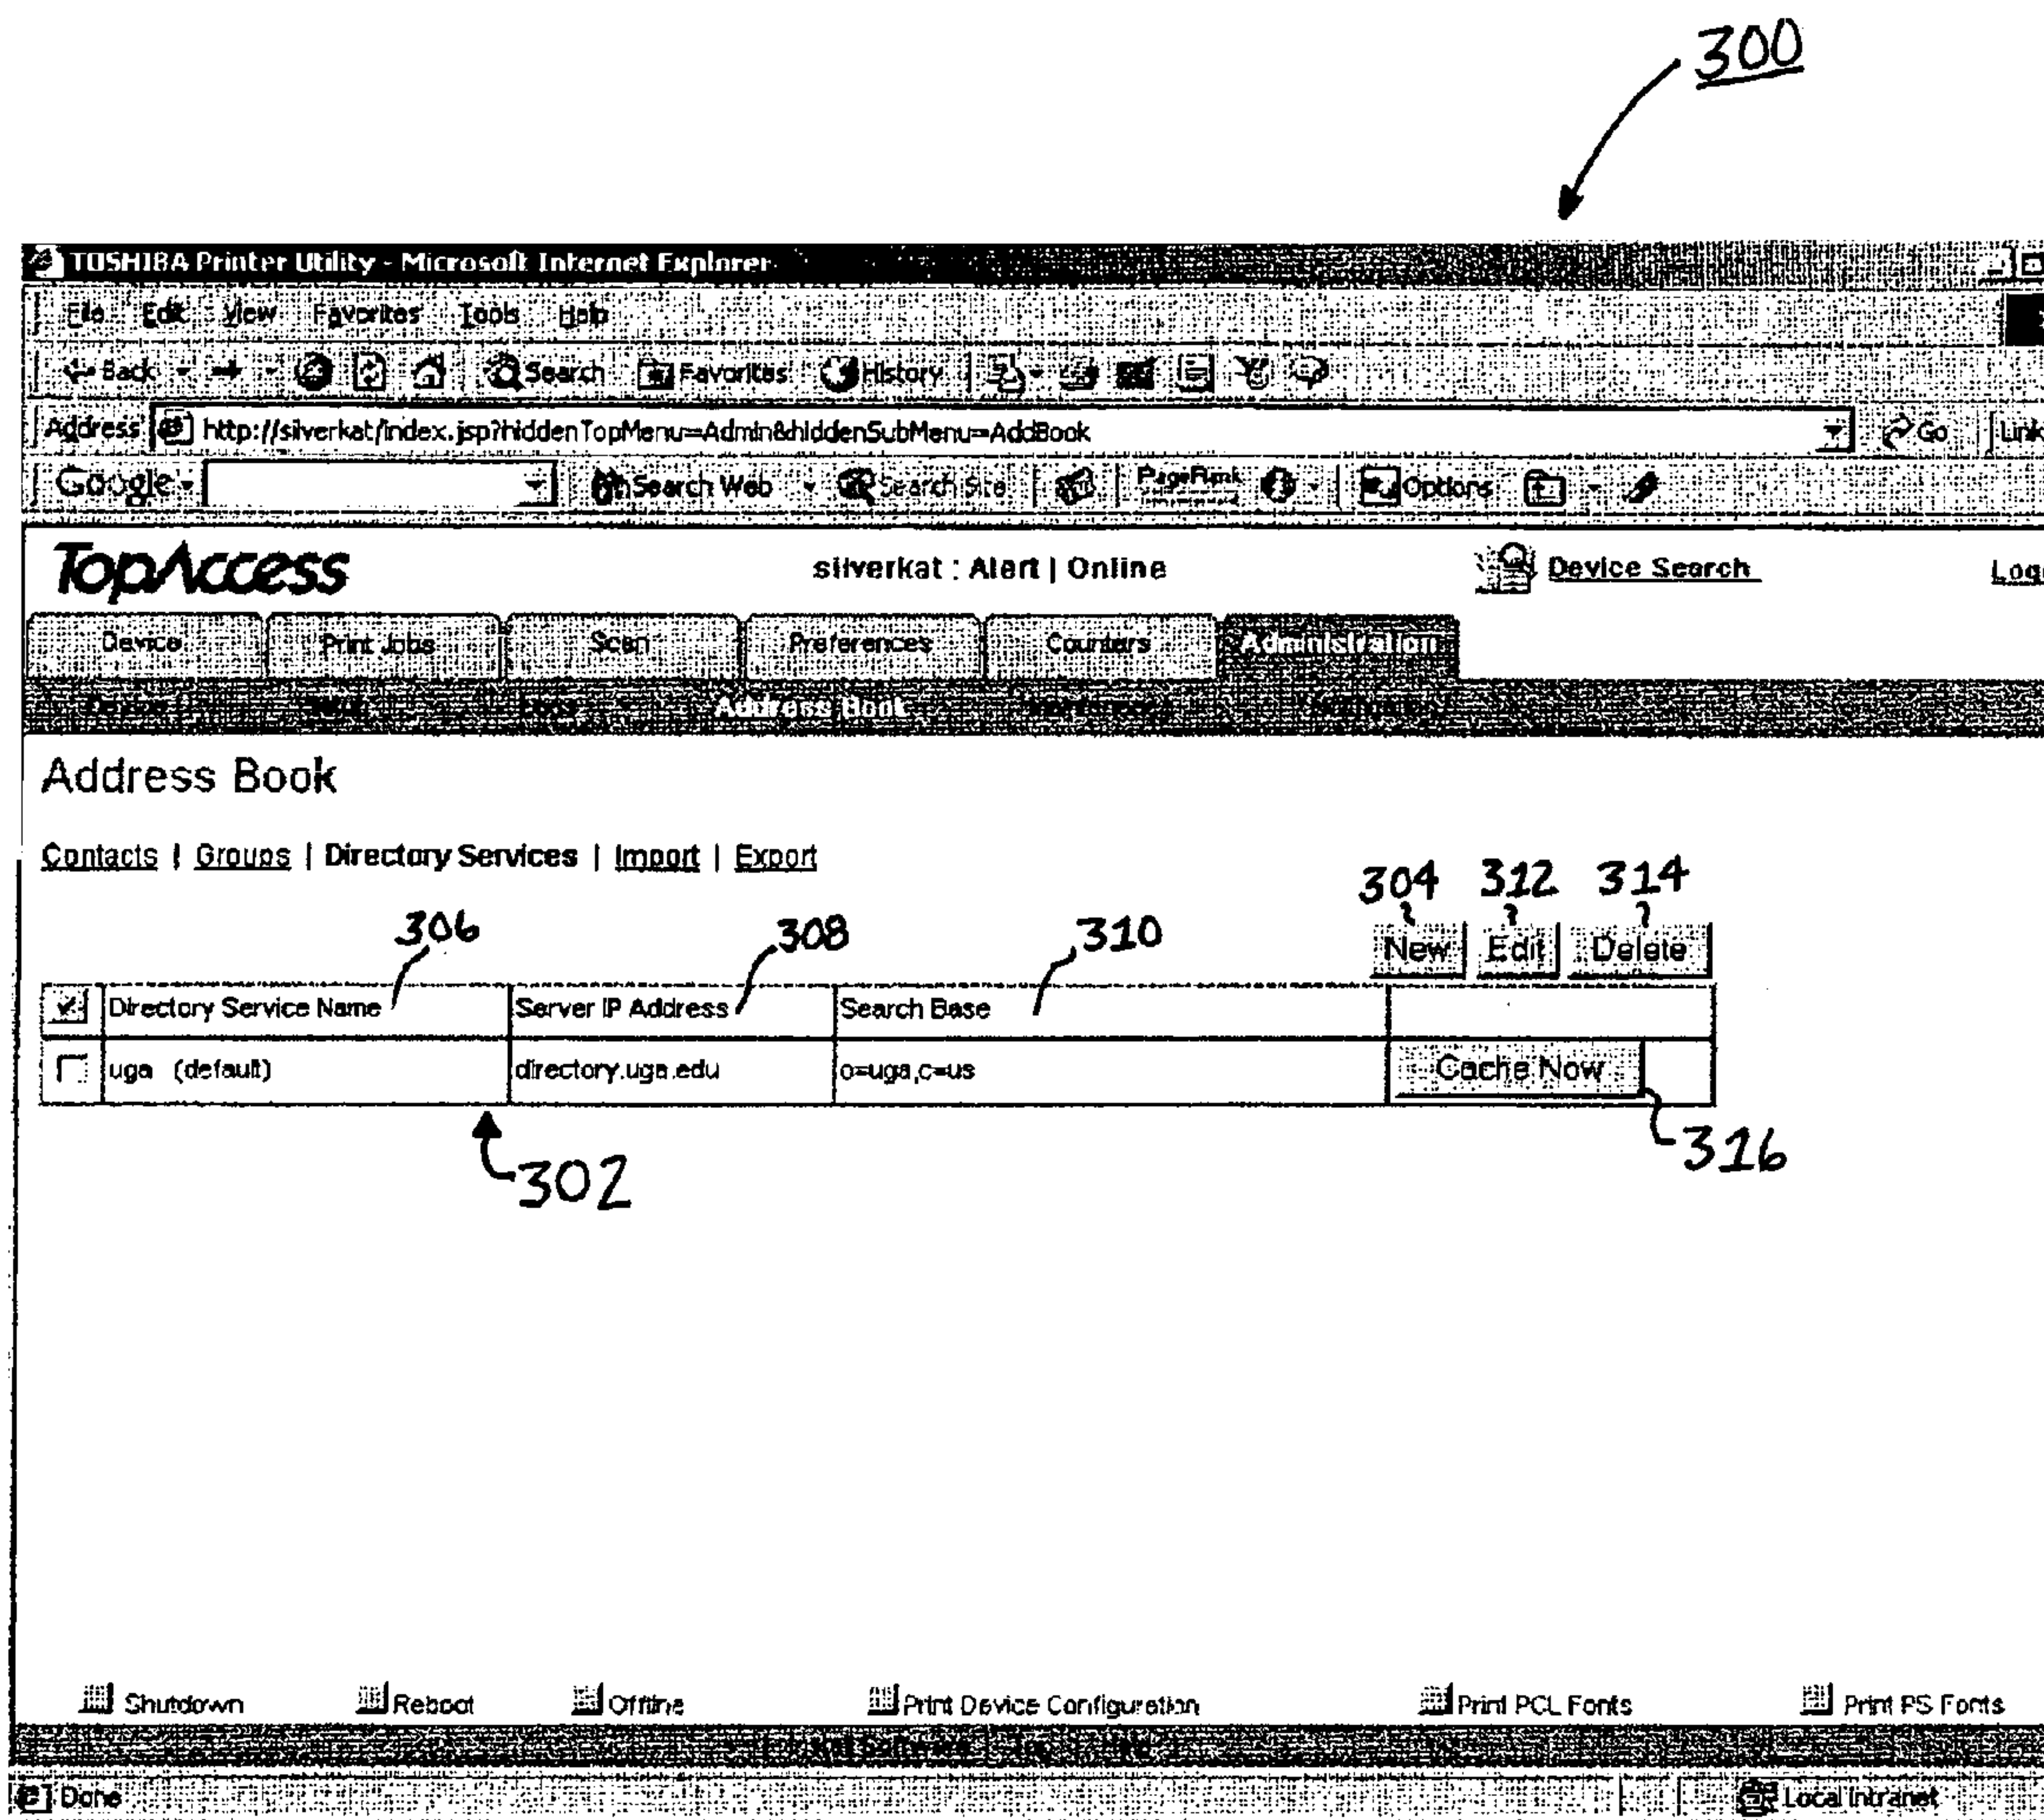 300
TOSHIBA Printer Utility - Microsoft Internet Explorer
File Edit View Favorites Tools Help
Back Search Favorites History
Address http://silverkat/index.jsp?hiddenTopMenu=Admin&hiddenSubMenu=AddBook Go
Google Search Web Search Site PageRank Options
TopAccess silverkat : Alert | Online Device Search
Device Print Jobs Scan Preferences Counters Administration
Address Book
Address Book
Contacts | Groups | Directory Services | Import | Export
304 312 314
306 308 310
New Edit Delete
Directory Service Name Server IP Address Search Base
uga (default) directory.uga.edu o=uga,c=us Cache Now
302 316
Shutdown Reboot Offline Print Device Configuration Print PCL Fonts Print PS Fonts
Done Local intranet